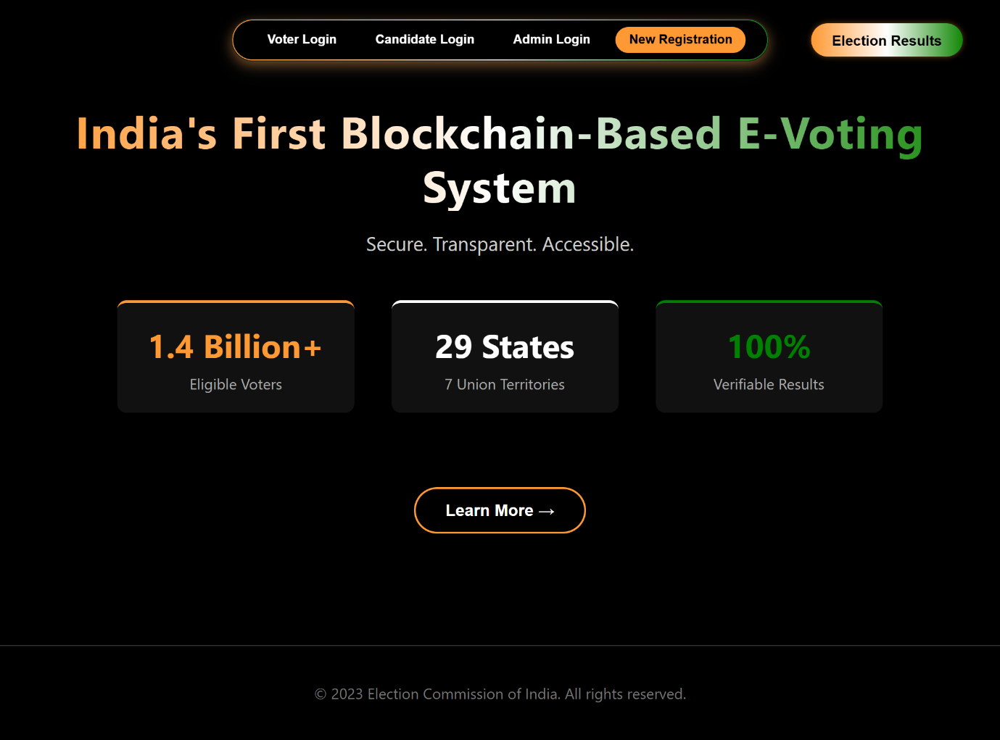 Voter Login
Candidate Login
Admin Login
New Registration
Election Results
India's First Blockchain-Based E-Voting
System
Secure. Transparent. Accessible.
1.4 Billion+
Eligible Voters
29 States
7 Union Territories
100%
Verifiable Results
Learn More →
© 2023 Election Commission of India. All rights reserved.